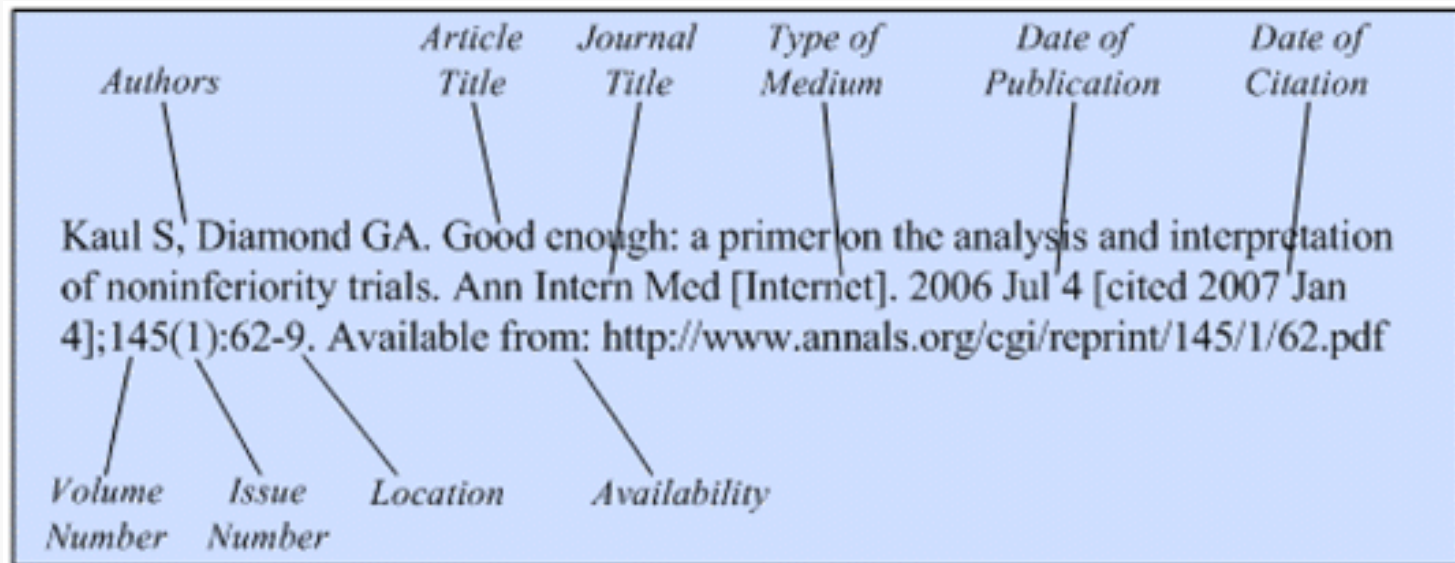 Article Journal Type of Date of Date of
Authors Title Title Medium Publication Citation
Kaul S, Diamond GA. Good enough: a primer on the analysis and interpretation
of noninferiority trials. Ann Intern Med [Internet]. 2006 Jul 4 [cited 2007 Jan
4];145(1):62-9. Available from: http://www.annals.org/cgi/reprint/145/1/62.pdf
Volume Issue Location Availability
Number Number